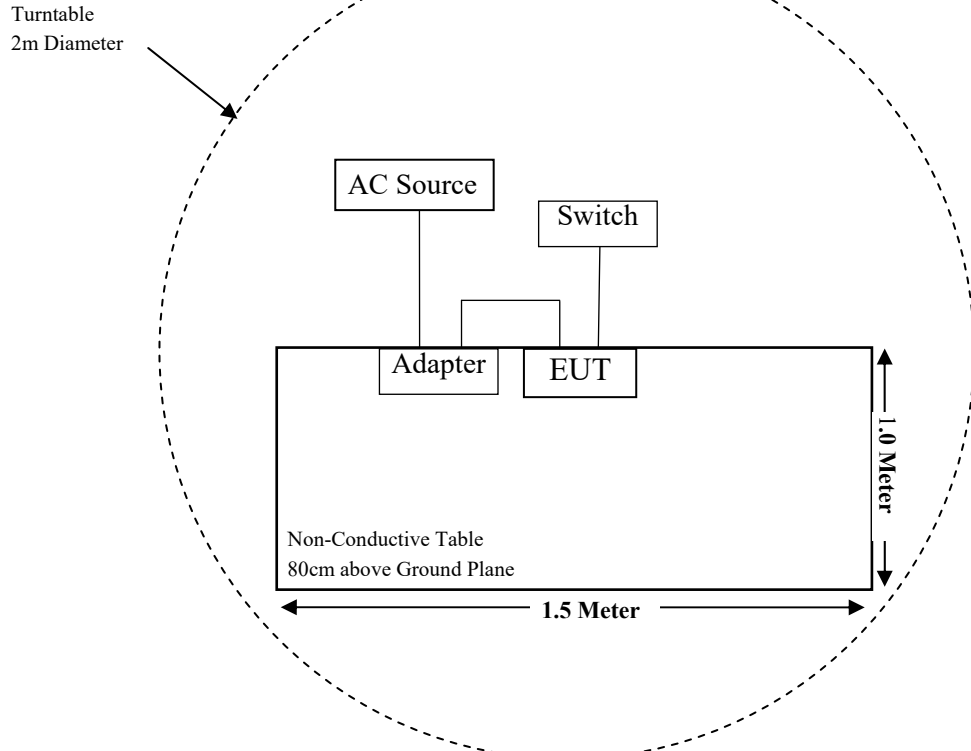 Turntable
2m Diameter
AC Source
Switch
Adapter
EUT
1.0 Meter
Non-Conductive Table
80cm above Ground Plane
1.5 Meter